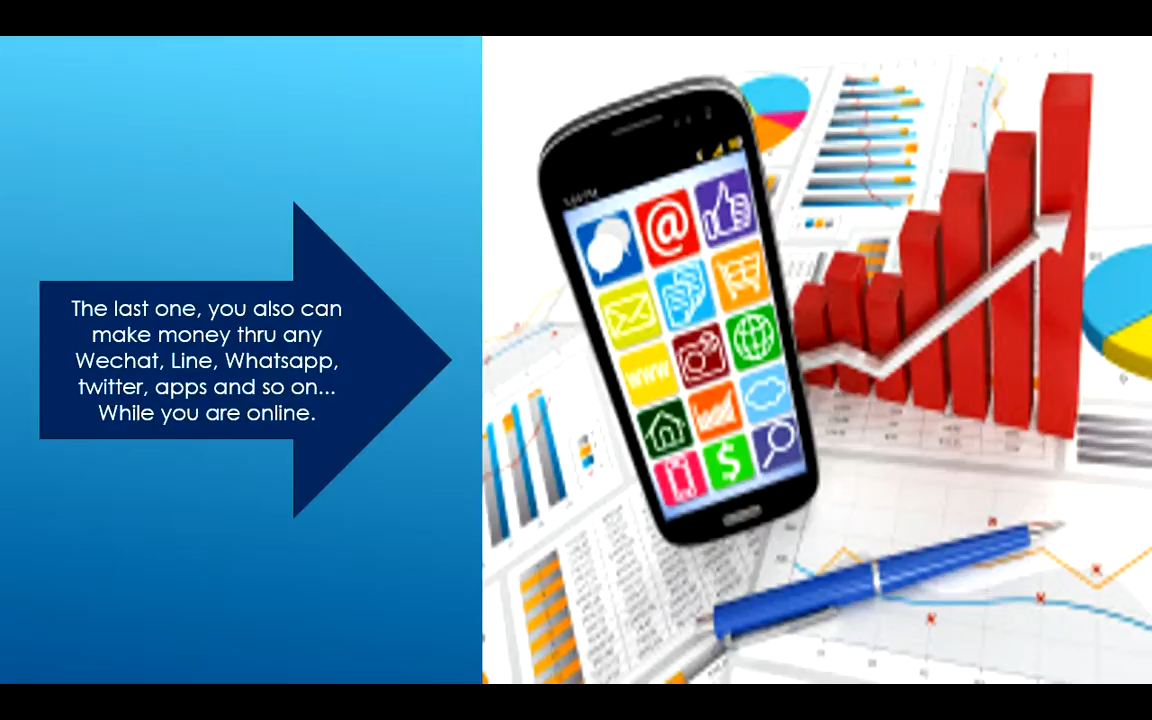 The last one, you also can
make money thru any
Wechat, Line, Whatsapp,
twitter, apps and so on...
While you are online.
@
www
$